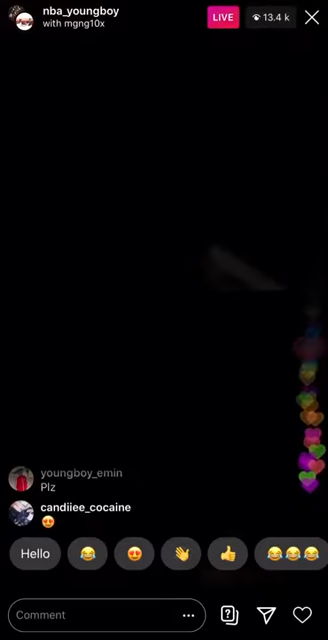 nba_youngboy
with mgng10x
LIVE
13.4 k
youngboy_emin
Plz
candiiee_cocaine
😍
Hello
😂
😍
👋
👍
😂😂😂
Comment